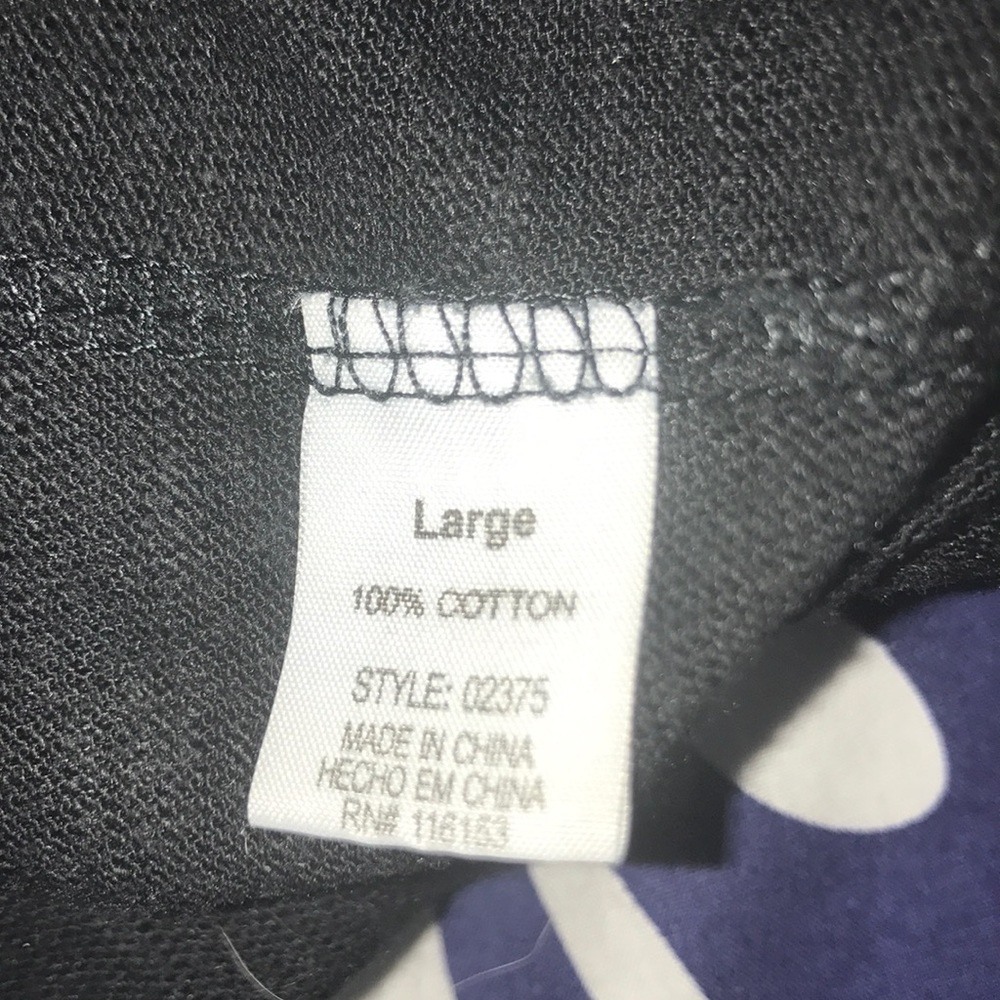 Large
100% COTTON
STYLE: 02375
MADE IN CHINA
HECHO EM CHINA
RN# 116163